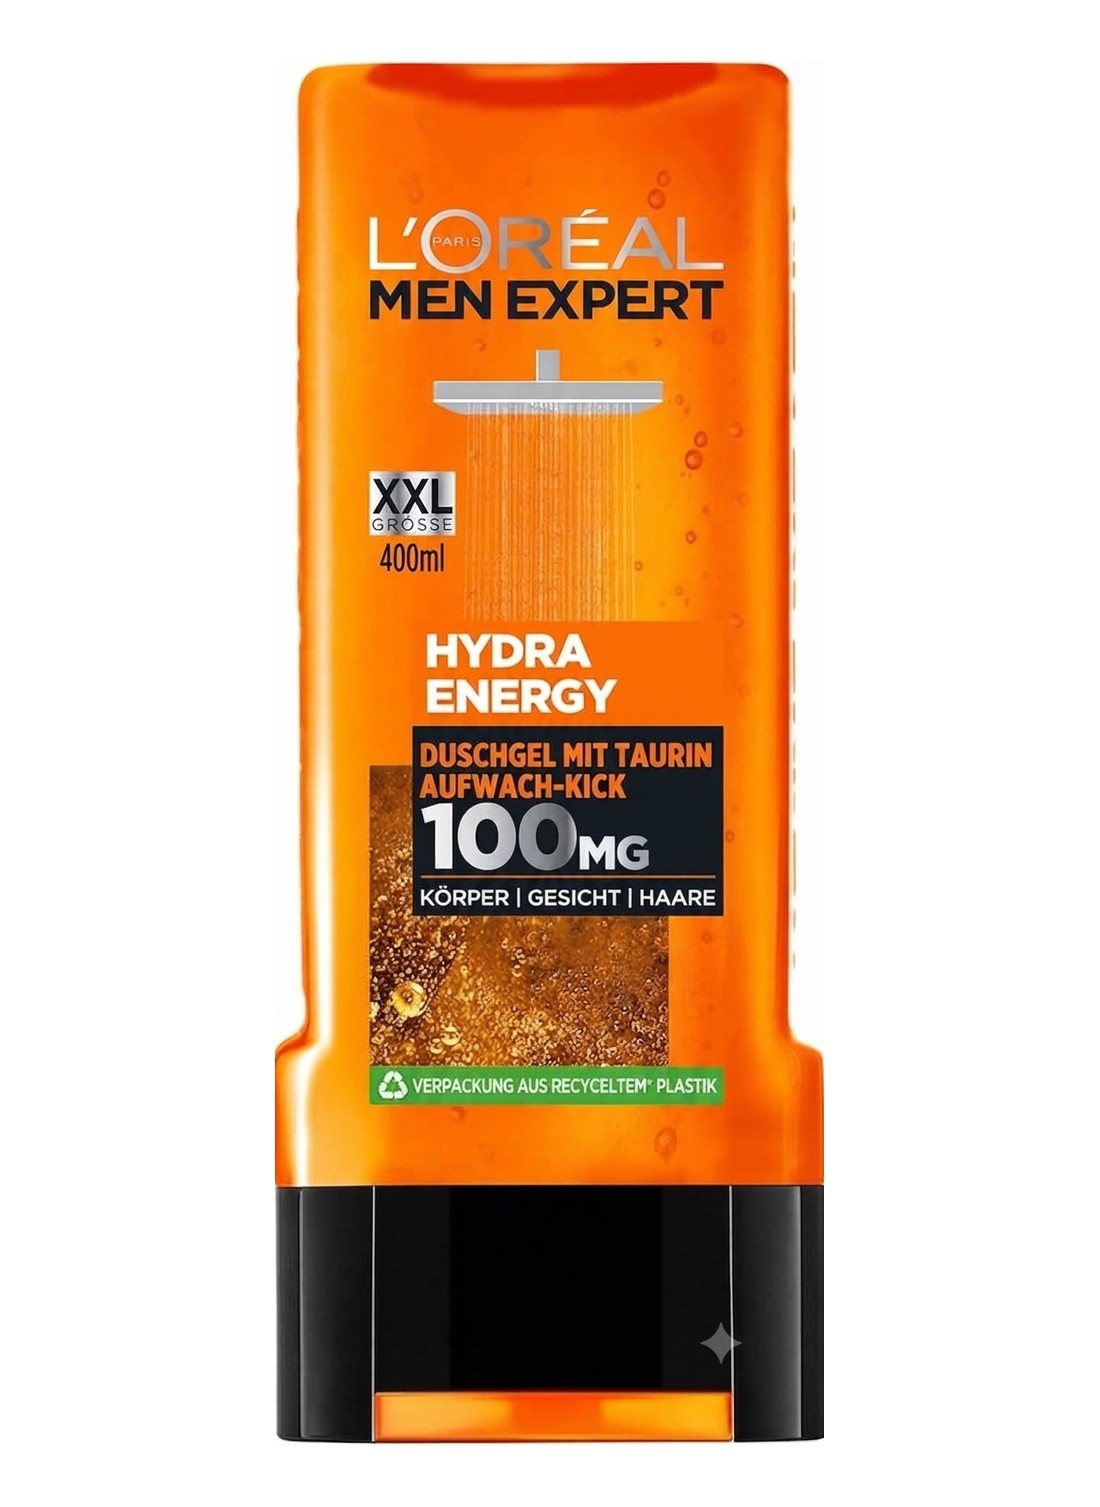 L'ORÉAL
PARIS
MEN EXPERT
XXL
GRÓSSE
400ml
HYDRA
ENERGY
DUSCHGEL MIT TAURIN
AUFWACH-KICK
100MG
KÖRPER | GESICHT | HAARE
VERPACKUNG AUS RECYCELTEM* PLASTIK